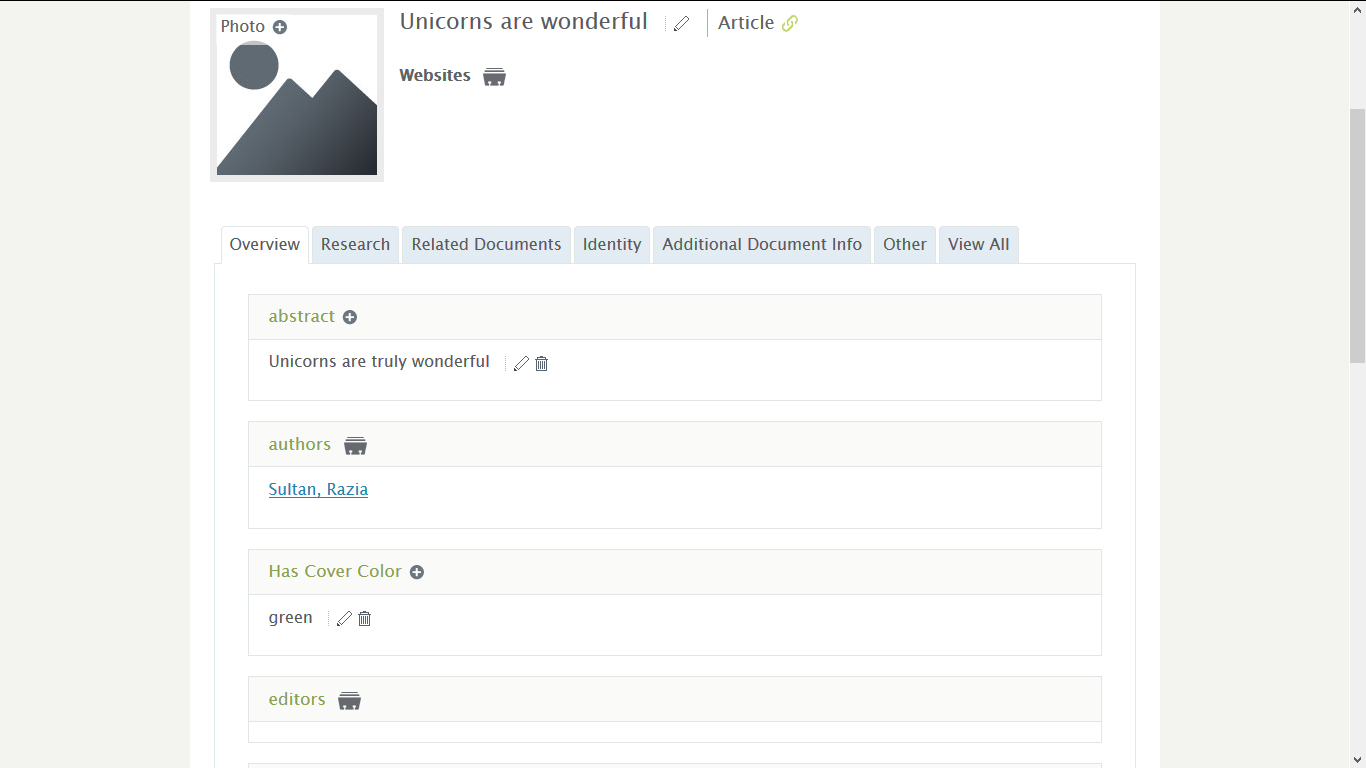 Photo
Unicorns are wonderful Article
Websites
Overview Research Related Documents Identity Additional Document Info Other View All
abstract
Unicorns are truly wonderful
authors
Sultan, Razia
Has Cover Color
green
editors